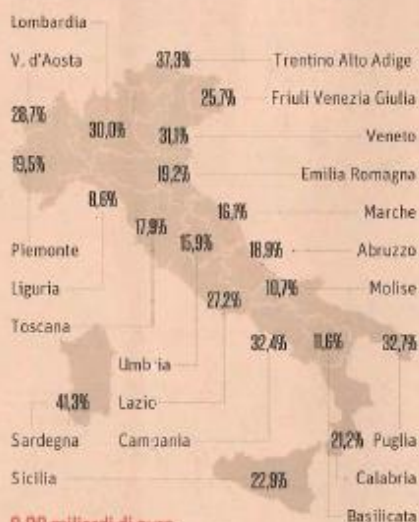 Lombardia
V. d'Aosta 37,3% Trentino Alto Adige
25,7% Friuli Venezia Giulia
28,7%
30,0% 31,1% Veneto
19,5% 19,2% Emilia Romagna
8,6% 16,1% Marche
17,9% 15,9% 18,9% Abruzzo
Piemonte
Liguria 27,2% 10,7% Molise
Toscana 32,4% 11,6% 32,7%
Umbria
41,3% Lazio
Sardegna Campania 21,2% Puglia
Sicilia 22,9% Calabria
Basilicata